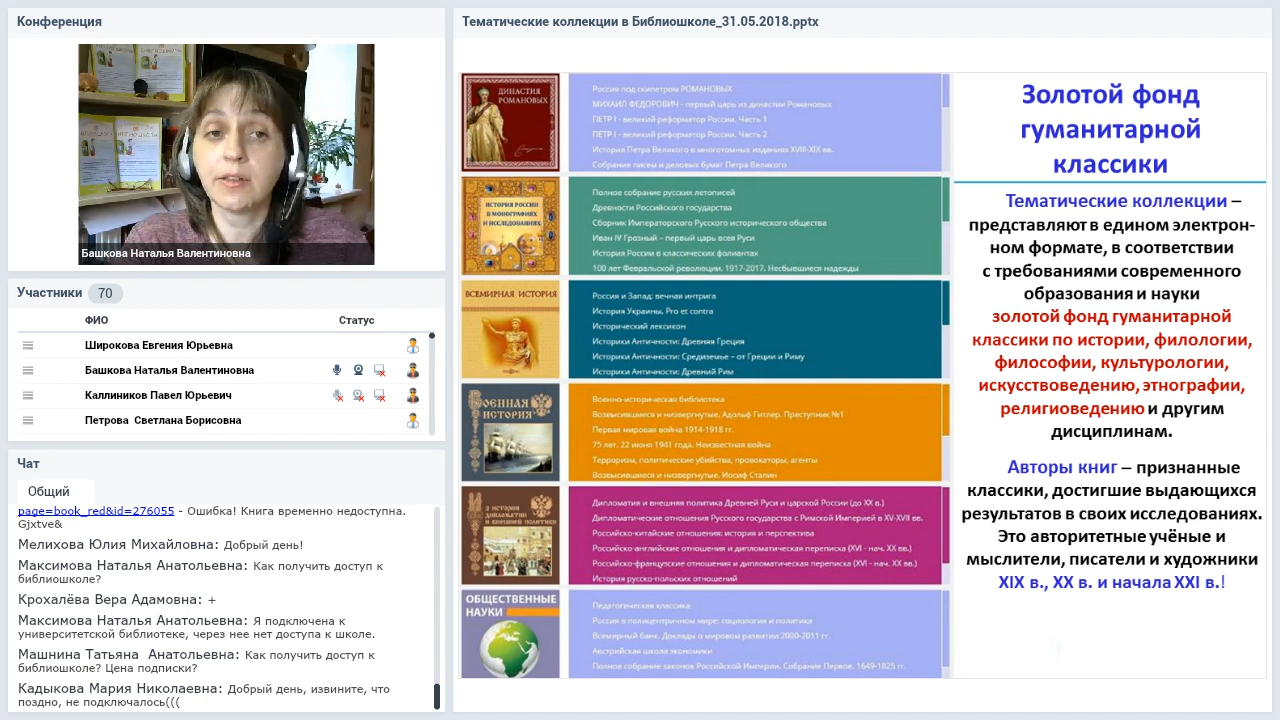 Конференция
Башкова Наталья Валентиновна
Участники 70
ФИО Статус
Широкова Евгения Юрьевна
Башкова Наталья Валентиновна
Каллиников Павел Юрьевич
Петрова Светлана Борисовна
Чат
Общий
page=book_red&id=276055 - Ошибка! Книга временно недоступна.
Gjxtve&
Мелихова Юлия Михайловна: Добрый день!
Максимова Наталья Анатольевна: Как получить доступ к
библиошколе?
Крохалёва Вера Адамовна: +
Максимова Наталья Анатольевна: Я подключена к
университетской библиотеке, через нее нет доступа к школе.
Машнина Татьяна Анатольевна: Как получить доступ к
библиошколе? Цена подписки?
Кадыкова Мария Николаевна: Добрый день, извините, что
поздно, не подключалось(((
Тематические коллекции в Библиошколе_31.05.2018.pptx
ДИНАСТИЯ
РОМАНОВЫХ
Россия под скипетром РОМАНОВЫХ
МИХАИЛ ФЕДОРОВИЧ - первый царь из династии Романовых
ПЕТР I - великий реформатор России. Часть 1
ПЕТР I - великий реформатор России. Часть 2
История Петра Великого в многотомных изданиях XVIII-XIX вв.
Собрание писем и деловых бумаг Петра Великого
ИСТОРИЯ РОССИИ
В МОНОГРАФИЯХ
И ИССЛЕДОВАНИЯХ
Полное собрание русских летописей
Древности Российского государства
Сборник Императорского Русского исторического общества
Иван IV Грозный – первый царь всея Руси
История России в классических фолиантах
100 лет Февральской революции. 1917-2017. Несбывшиеся надежды
ВСЕМИРНАЯ ИСТОРИЯ
Россия и Запад: вечная интрига
История Украины. Pro et contra
Исторический лексикон
Историки Античности: Древняя Греция
Историки Античности: Средиземье – от Греции и Риму
Историки Античности: Древний Рим
ВОЕННАЯ
ИСТОРИЯ
Военно-историческая библиотека
Возвысившиеся и низвергнутые. Адольф Гитлер. Преступник №1
Первая мировая война 1914-1918 гг.
75 лет. 22 июня 1941 года. Неизвестная война
Терроризм, политические убийства, провокаторы, агенты
Возвысившиеся и низвергнутые. Иосиф Сталин
ИСТОРИЯ
ДИПЛОМАТИИ
И ВНЕШНЕЙ ПОЛИТИКИ
Дипломатия и внешняя политика Древней Руси и царской России (до XX в.)
Дипломатические отношения Русского государства с Римской Империей в XV-XVII вв.
Российско-китайские отношения: история и перспектива
Российско-английские отношения и дипломатическая переписка (XVI - нач. XX вв.)
Российско-французские отношения и дипломатическая переписка (XVI - нач. XX вв.)
История русско-польских отношений
ОБЩЕСТВЕННЫЕ
НАУКИ
Педагогическая классика
Россия в полицентричном мире: социология и политика
Всемирный банк. Доклады о мировом развитии 2000-2011 гг.
Австрийская школа экономики
Полное собрание законов Российской Империи. Собрание Первое. 1649-1825 гг.
Золотой фонд
гуманитарной
классики
Тематические коллекции –
представляют в едином электрон-
ном формате, в соответствии
с требованиями современного
образования и науки
золотой фонд гуманитарной
классики по истории, филологии,
философии, культурологии,
искусствоведению, этнографии,
религиоведению и другим
дисциплинам.
Авторы книг – признанные
классики, достигшие выдающихся
результатов в своих исследованиях.
Это авторитетные учёные и
мыслители, писатели и художники
XIX в., XX в. и начала XXI в.!